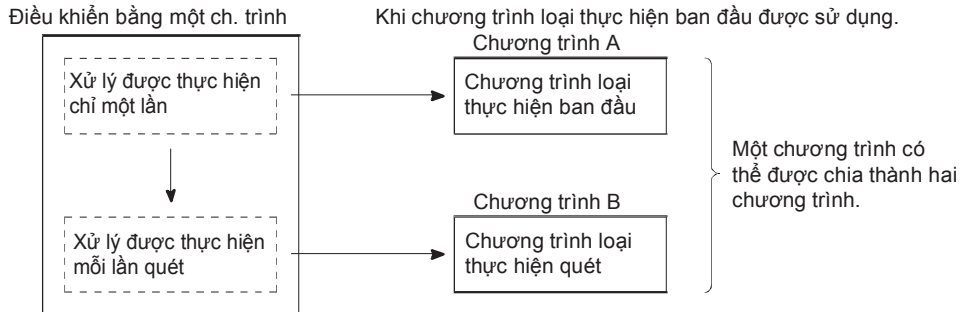 Điều khiển bằng một ch. trình
Khi chương trình loại thực hiện ban đầu được sử dụng.
Chương trình A
Xử lý được thực hiện
chỉ một lần
Chương trình loại
thực hiện ban đầu
Một chương trình có
thể được chia thành hai
chương trình.
Chương trình B
Xử lý được thực hiện
mỗi lần quét
Chương trình loại
thực hiện quét